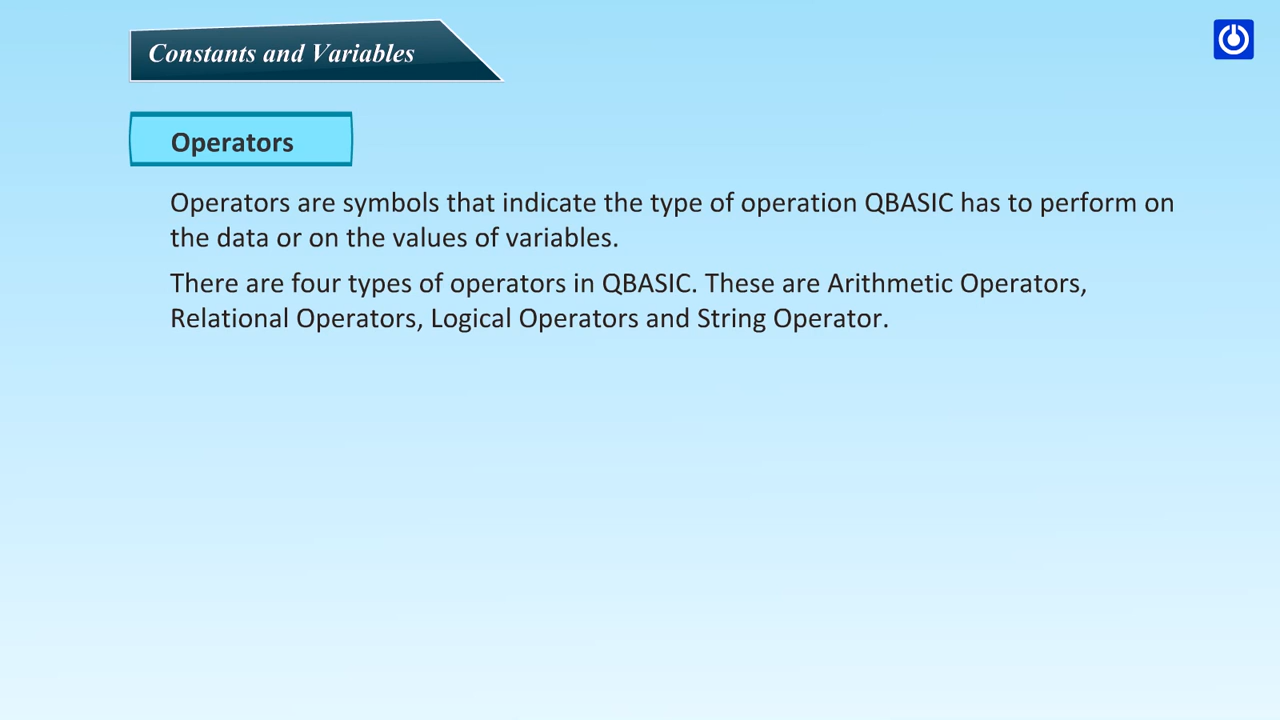 Constants and Variables
Operators
Operators are symbols that indicate the type of operation QBASIC has to perform on
the data or on the values of variables.
There are four types of operators in QBASIC. These are Arithmetic Operators,
Relational Operators, Logical Operators and String Operator.